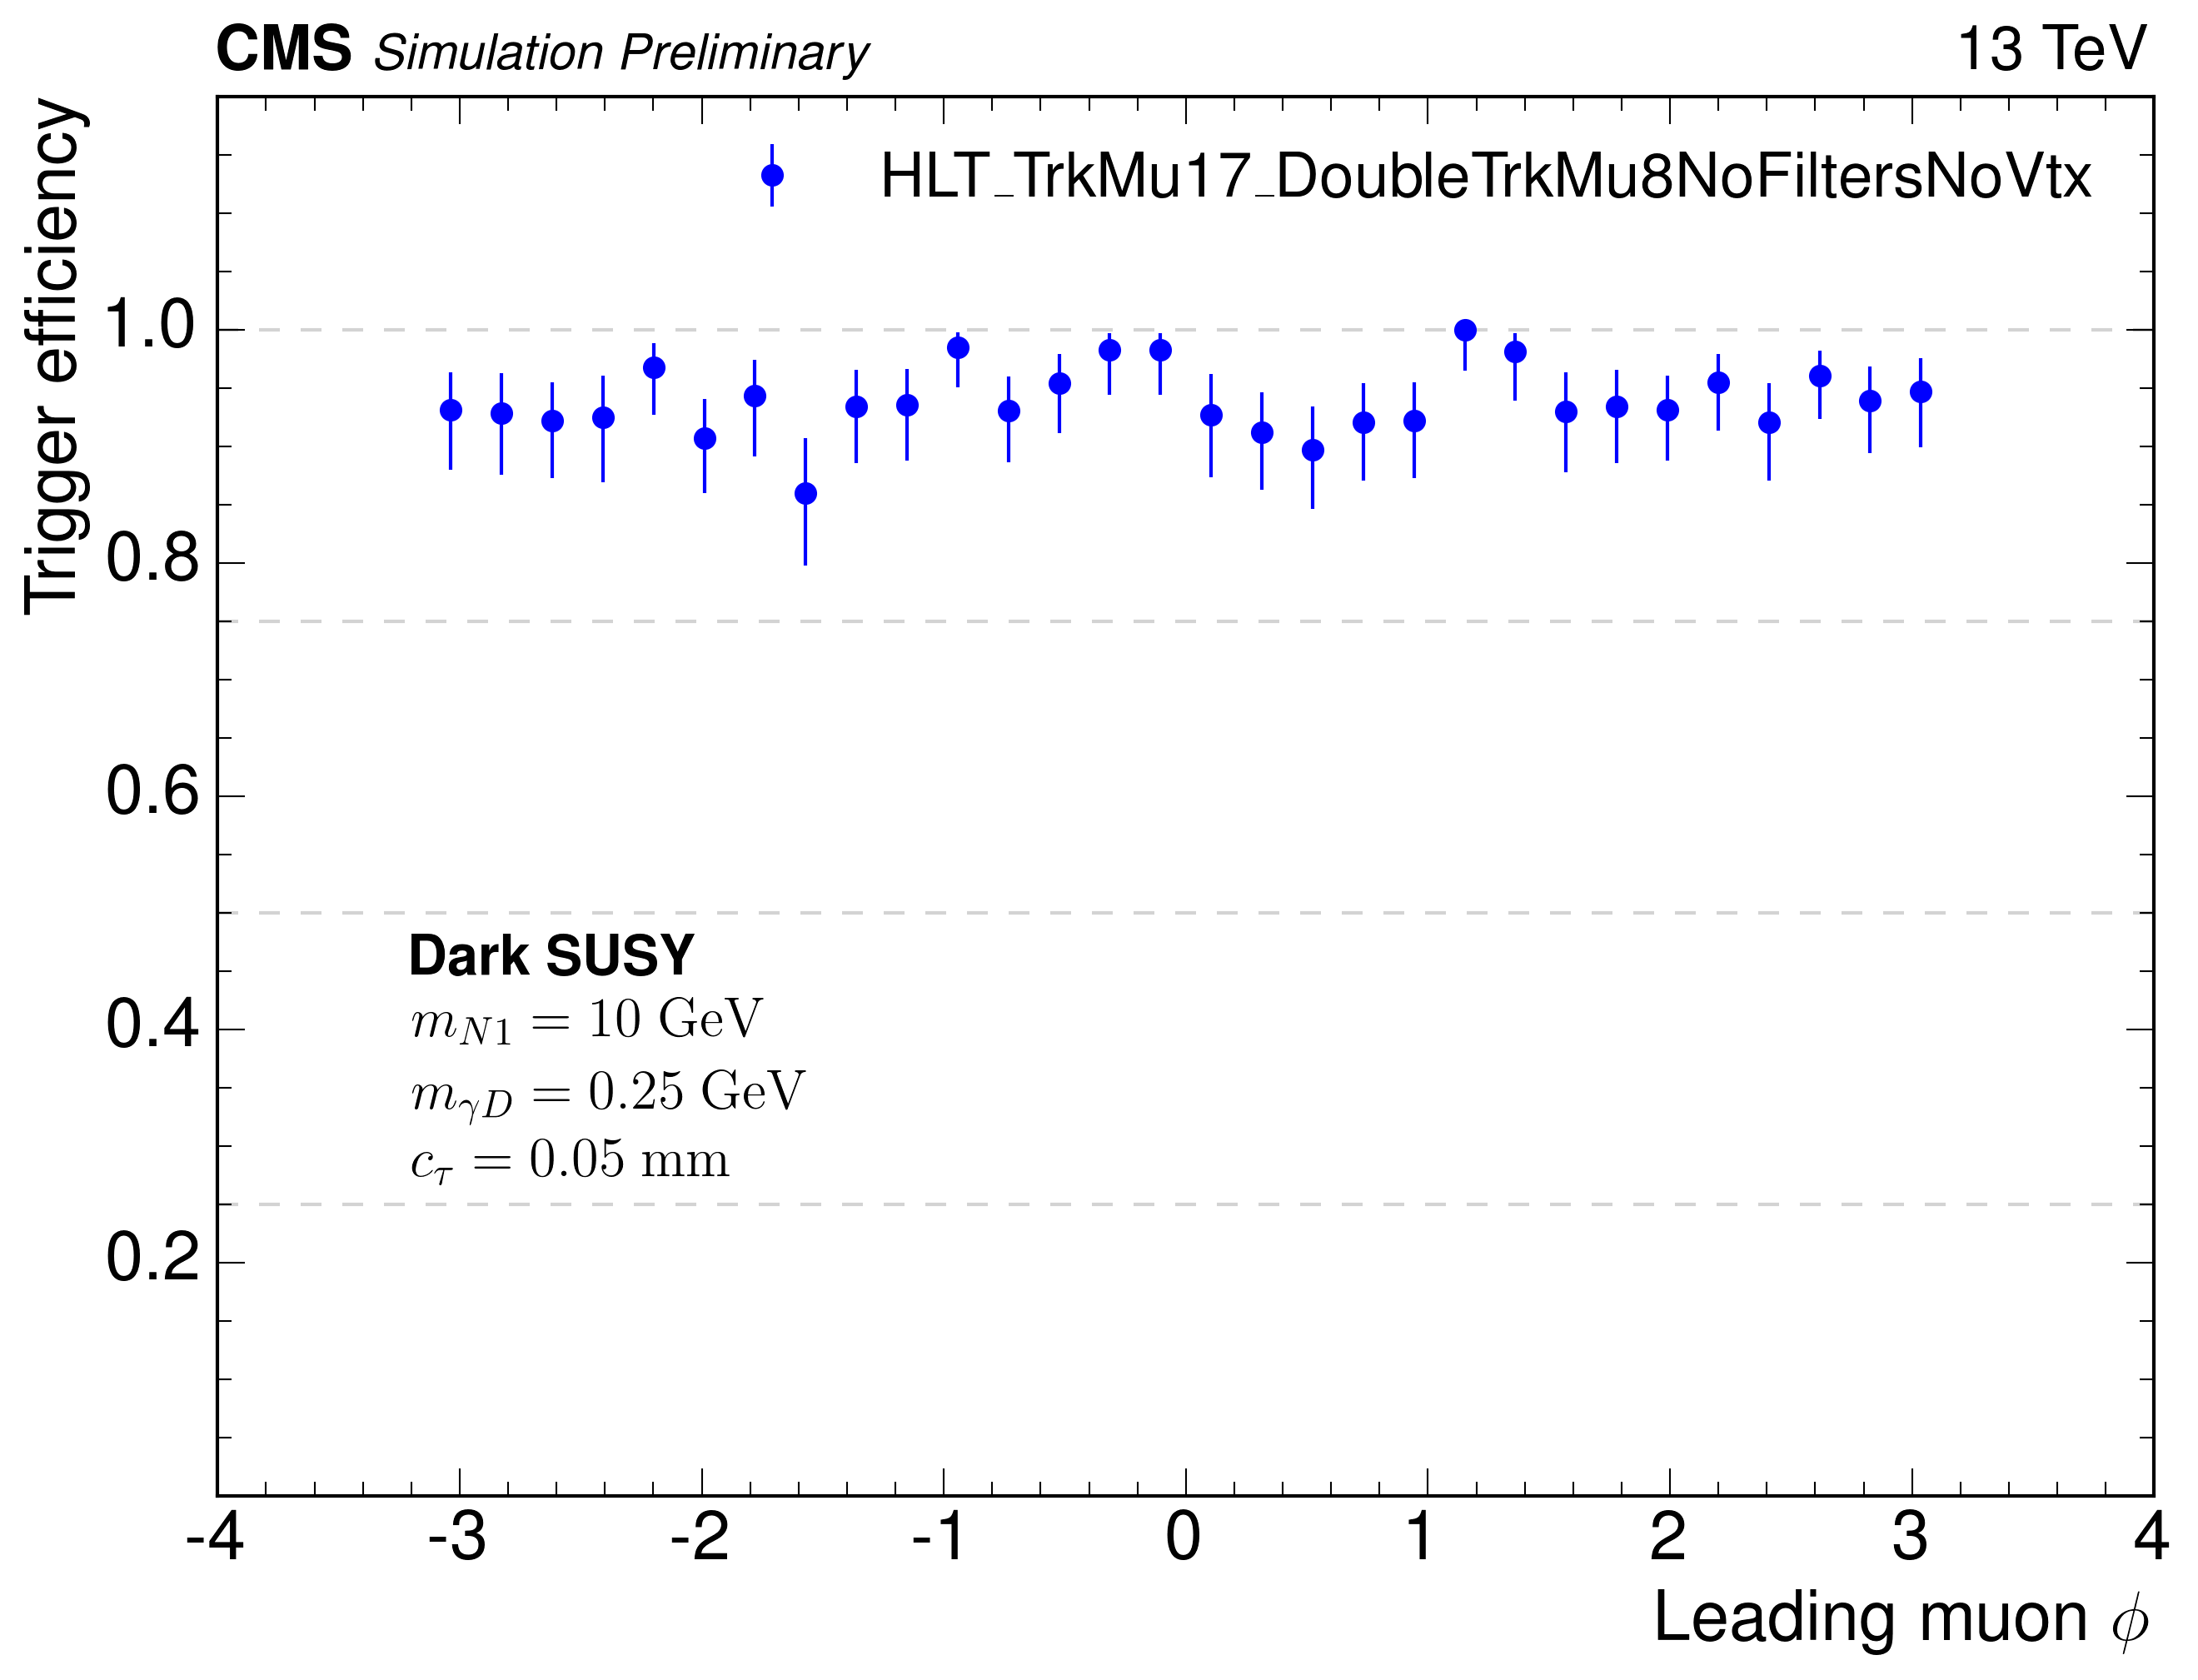 CMS Simulation Preliminary 13 TeV
Trigger efficiency
HLT_TrkMu17_DoubleTrkMu8NoFiltersNoVtx
1.0
0.8
0.6
0.4
0.2
Dark SUSY
m_{N1} = 10 GeV
m_{γD} = 0.25 GeV
c_τ = 0.05 mm
-4 -3 -2 -1 0 1 2 3 4
Leading muon ϕ